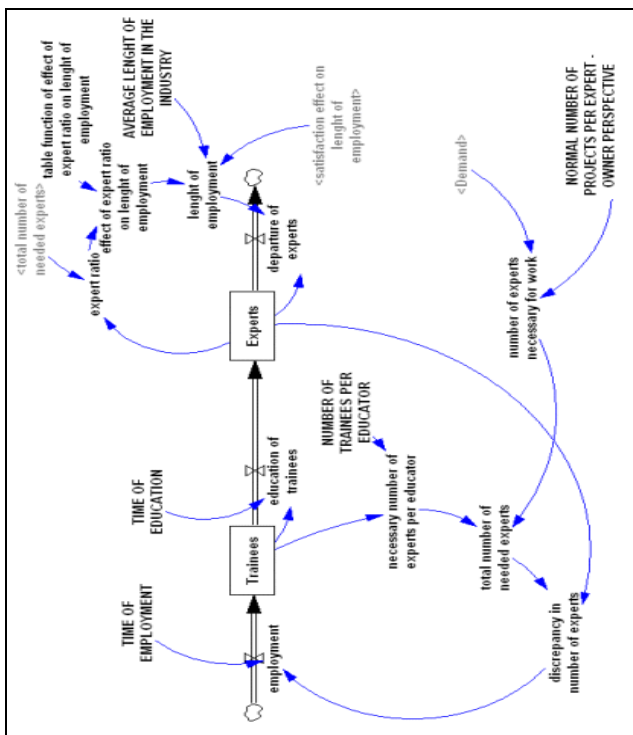 TIME OF
EMPLOYMENT
employment
Trainees
TIME OF
EDUCATION
education of
trainees
Experts
departure of
experts
<total number of
needed experts>
expert ratio
table function of effect of
expert ratio on lenght of
employment
effect of expert ratio
on lenght of
employment
AVERAGE LENGHT OF
EMPLOYMENT IN THE
INDUSTRY
lenght of
employment
<satisfaction effect on
lenght of
employment>
NUMBER OF
TRAINEES PER
EDUCATOR
necessary number of
experts per educator
total number of
needed experts
discrepancy in
number of experts
number of experts
necessary for work
<Demand>
NORMAL NUMBER OF
PROJECTS PER EXPERT -
OWNER PERSPECTIVE